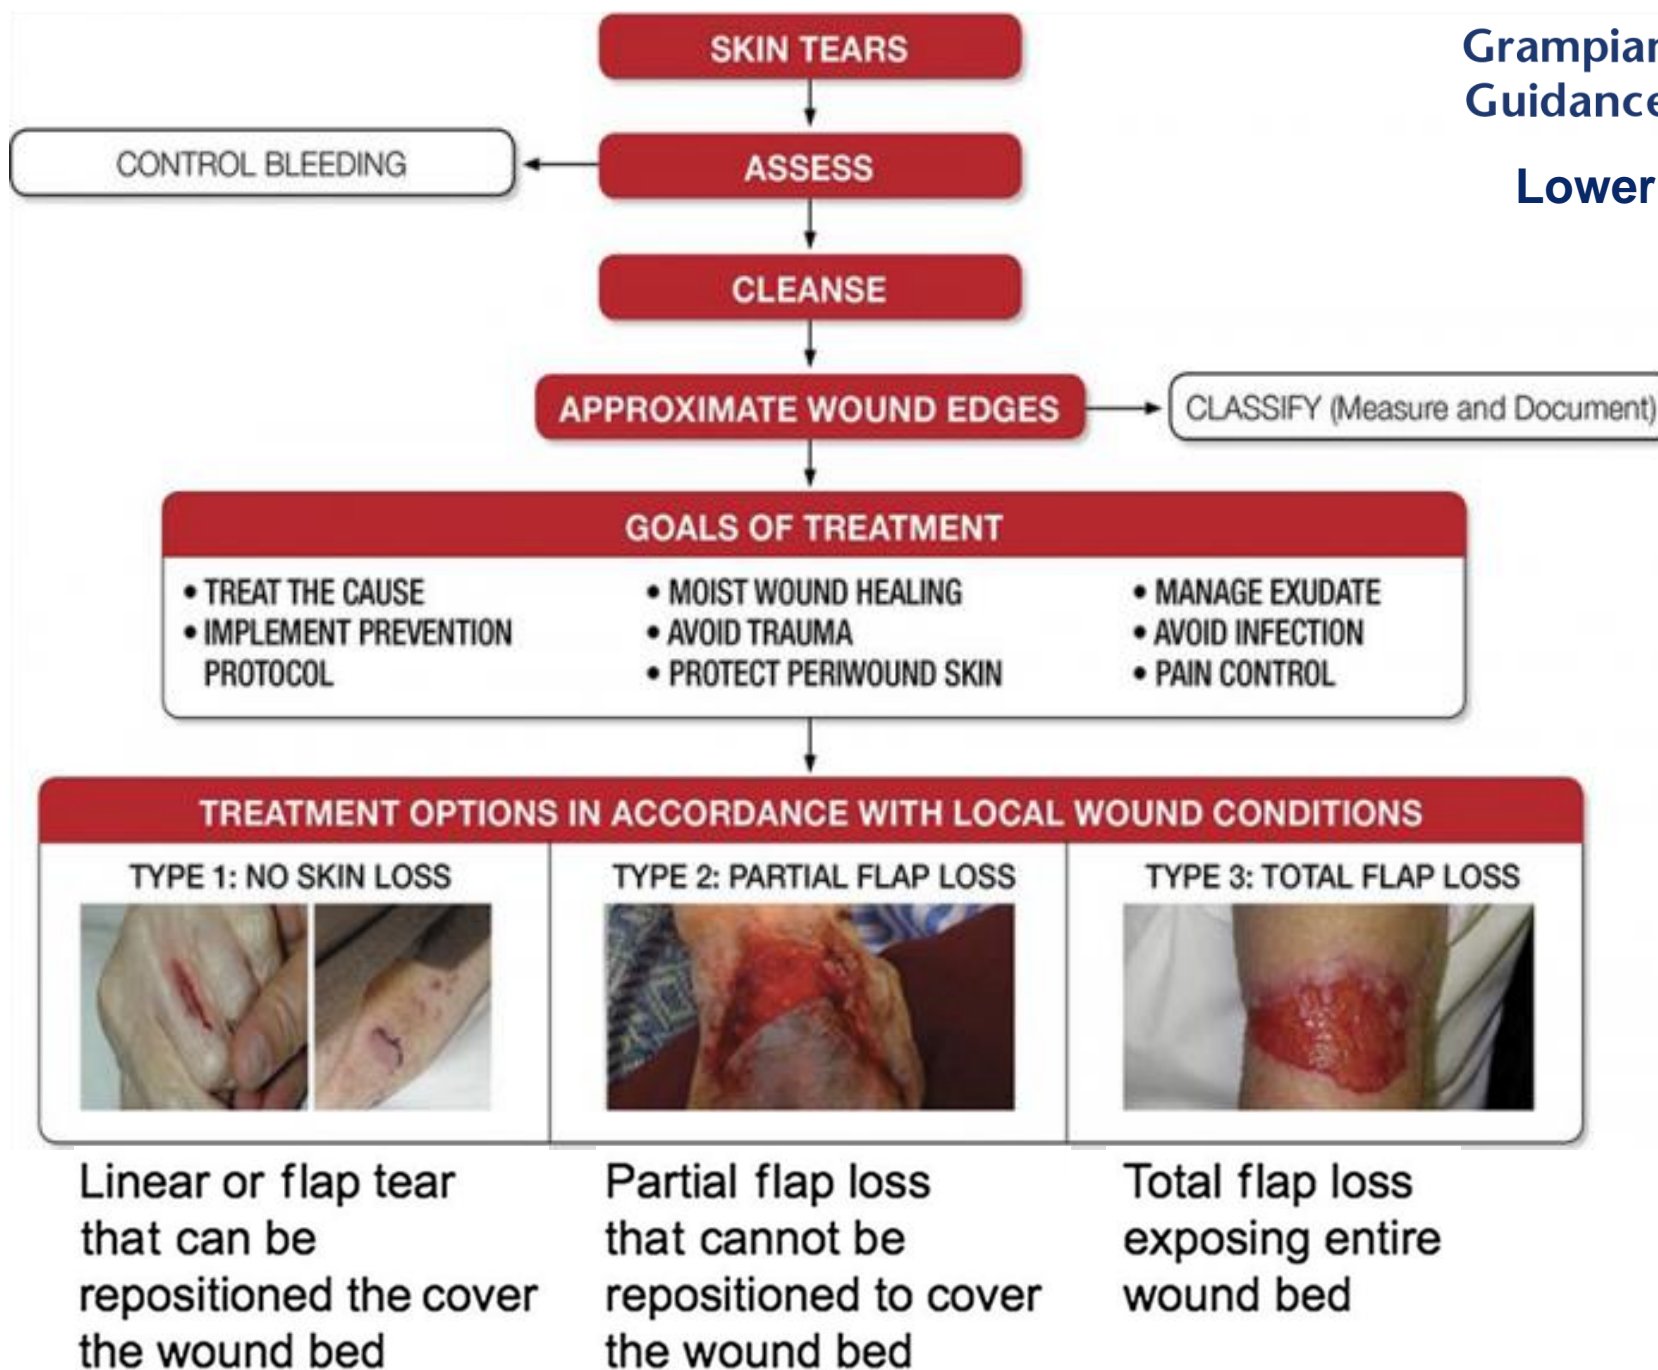 SKIN TEARS
Grampian
Guidance
CONTROL BLEEDING
ASSESS
Lower
CLEANSE
APPROXIMATE WOUND EDGES
CLASSIFY (Measure and Document)
GOALS OF TREATMENT
• TREAT THE CAUSE
• IMPLEMENT PREVENTION
PROTOCOL
• MOIST WOUND HEALING
• AVOID TRAUMA
• PROTECT PERIWOUND SKIN
• MANAGE EXUDATE
• AVOID INFECTION
• PAIN CONTROL
TREATMENT OPTIONS IN ACCORDANCE WITH LOCAL WOUND CONDITIONS
TYPE 1: NO SKIN LOSS
TYPE 2: PARTIAL FLAP LOSS
TYPE 3: TOTAL FLAP LOSS
Linear or flap tear
that can be
repositioned the cover
the wound bed
Partial flap loss
that cannot be
repositioned to cover
the wound bed
Total flap loss
exposing entire
wound bed